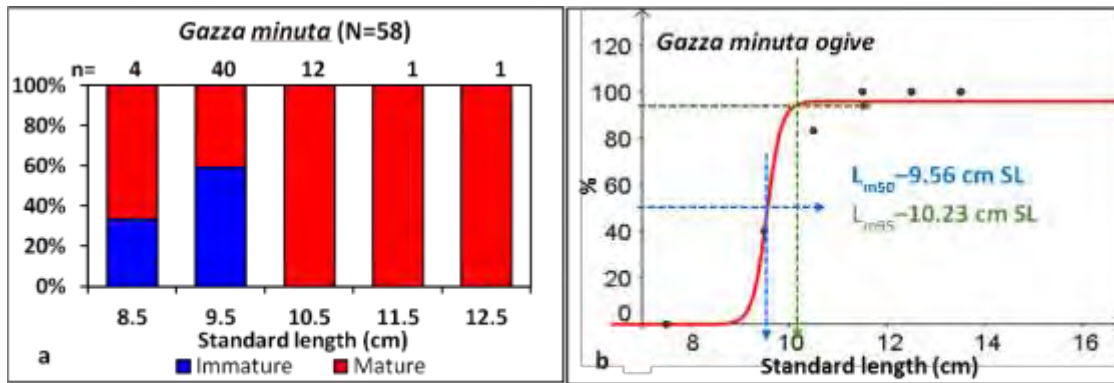 Gazza minuta (N=58)
n= 4 40 12 1 1
100%
80%
60%
40%
20%
0%
8.5 9.5 10.5 11.5 12.5
Standard length (cm)
a
Immature Mature
Gazza minuta ogive
120
100
80
60
40
20
0
%
Lm50–9.56 cm SL
Lm95–10.23 cm SL
8 10 12 14 16
Standard length (cm)
b